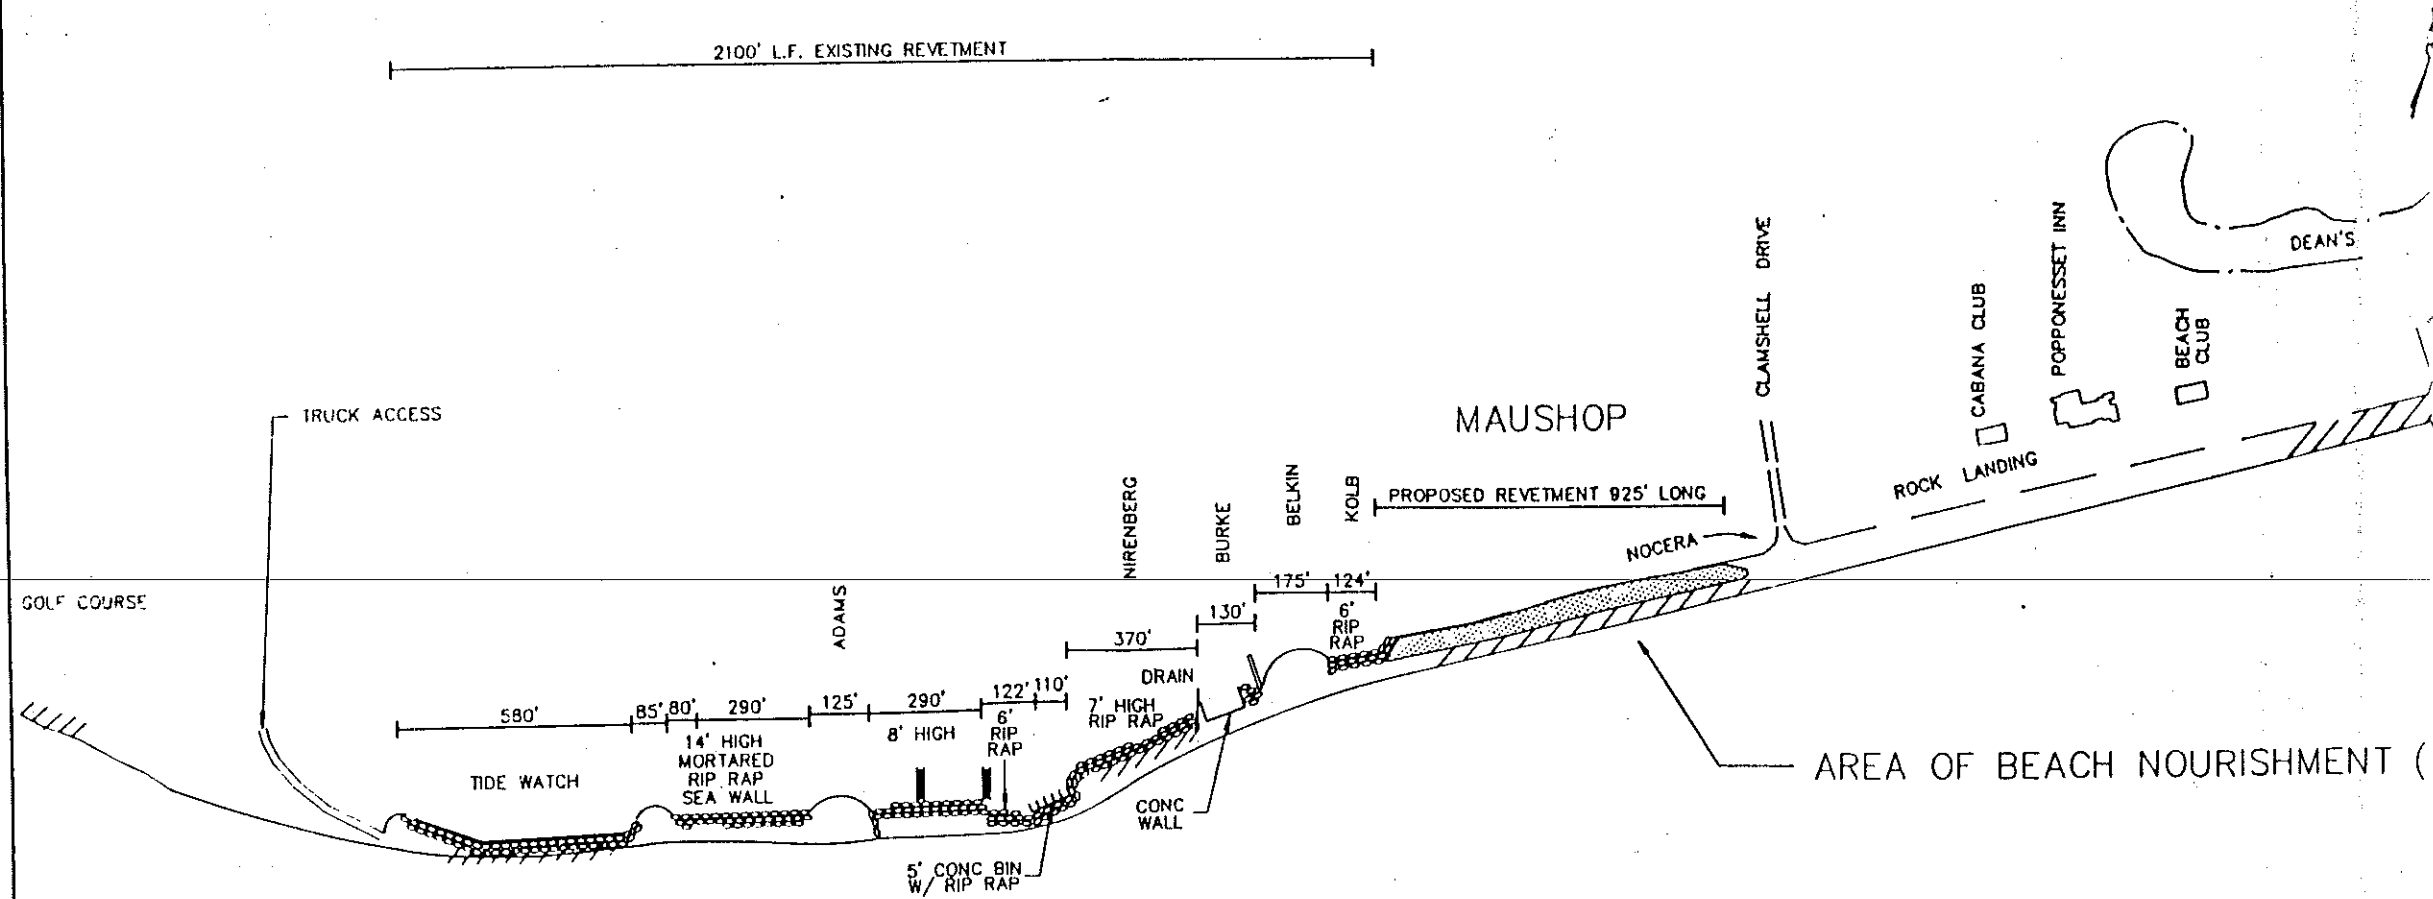 2100' L.F. EXISTING REVETMENT
TRUCK ACCESS
GOLF COURSE
MAUSHOP
CLAMSHELL DRIVE
CABANA CLUB
POPPONESSET INN
BEACH
CLUB
DEAN'S
ROCK LANDING
NIRENBERG
BURKE
BELKIN
KOLB
PROPOSED REVETMENT 925' LONG
NOCERA
ADAMS
175'
124'
130'
6'
RIP
RAP
370'
DRAIN
580'
85'
80'
290'
125'
290'
122'
110'
7' HIGH
RIP RAP
14' HIGH
MORTARED
RIP RAP
SEA WALL
8' HIGH
6'
RIP
RAP
TIDE WATCH
CONC
WALL
5' CONC BIN
W/ RIP RAP
AREA OF BEACH NOURISHMENT (